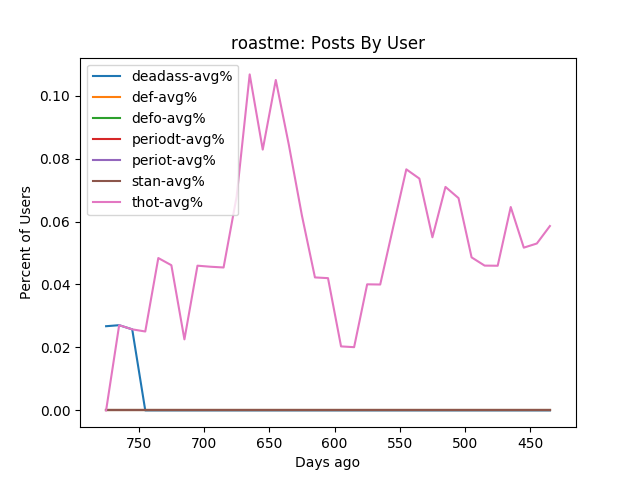 roastme: Posts By User
deadass-avg%
def-avg%
defo-avg%
periodt-avg%
periot-avg%
stan-avg%
thot-avg%
0.10
0.08
0.06
0.04
0.02
0.00
Percent of Users
750 700 650 600 550 500 450
Days ago